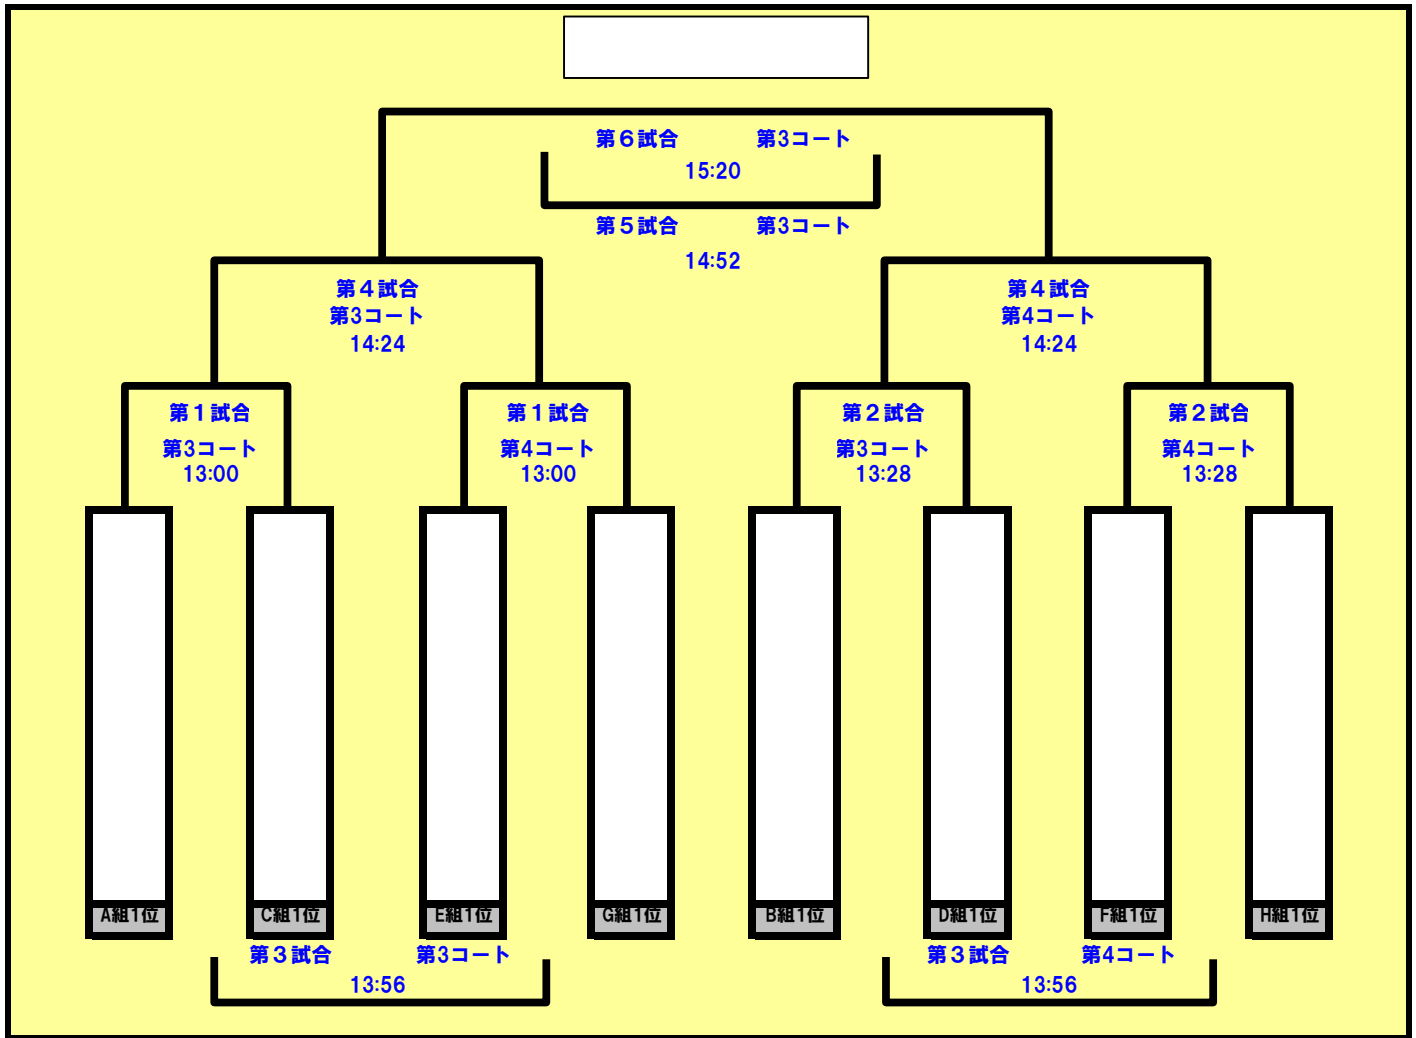 第６試合 第3コート
15:20
第５試合 第3コート
14:52
第４試合
第3コート
14:24
第４試合
第4コート
14:24
第１試合
第3コート
13:00
第１試合
第4コート
13:00
第２試合
第3コート
13:28
第２試合
第4コート
13:28
A組1位 C組1位 E組1位 G組1位 B組1位 D組1位 F組1位 H組1位
第３試合 第3コート
13:56
第３試合 第4コート
13:56